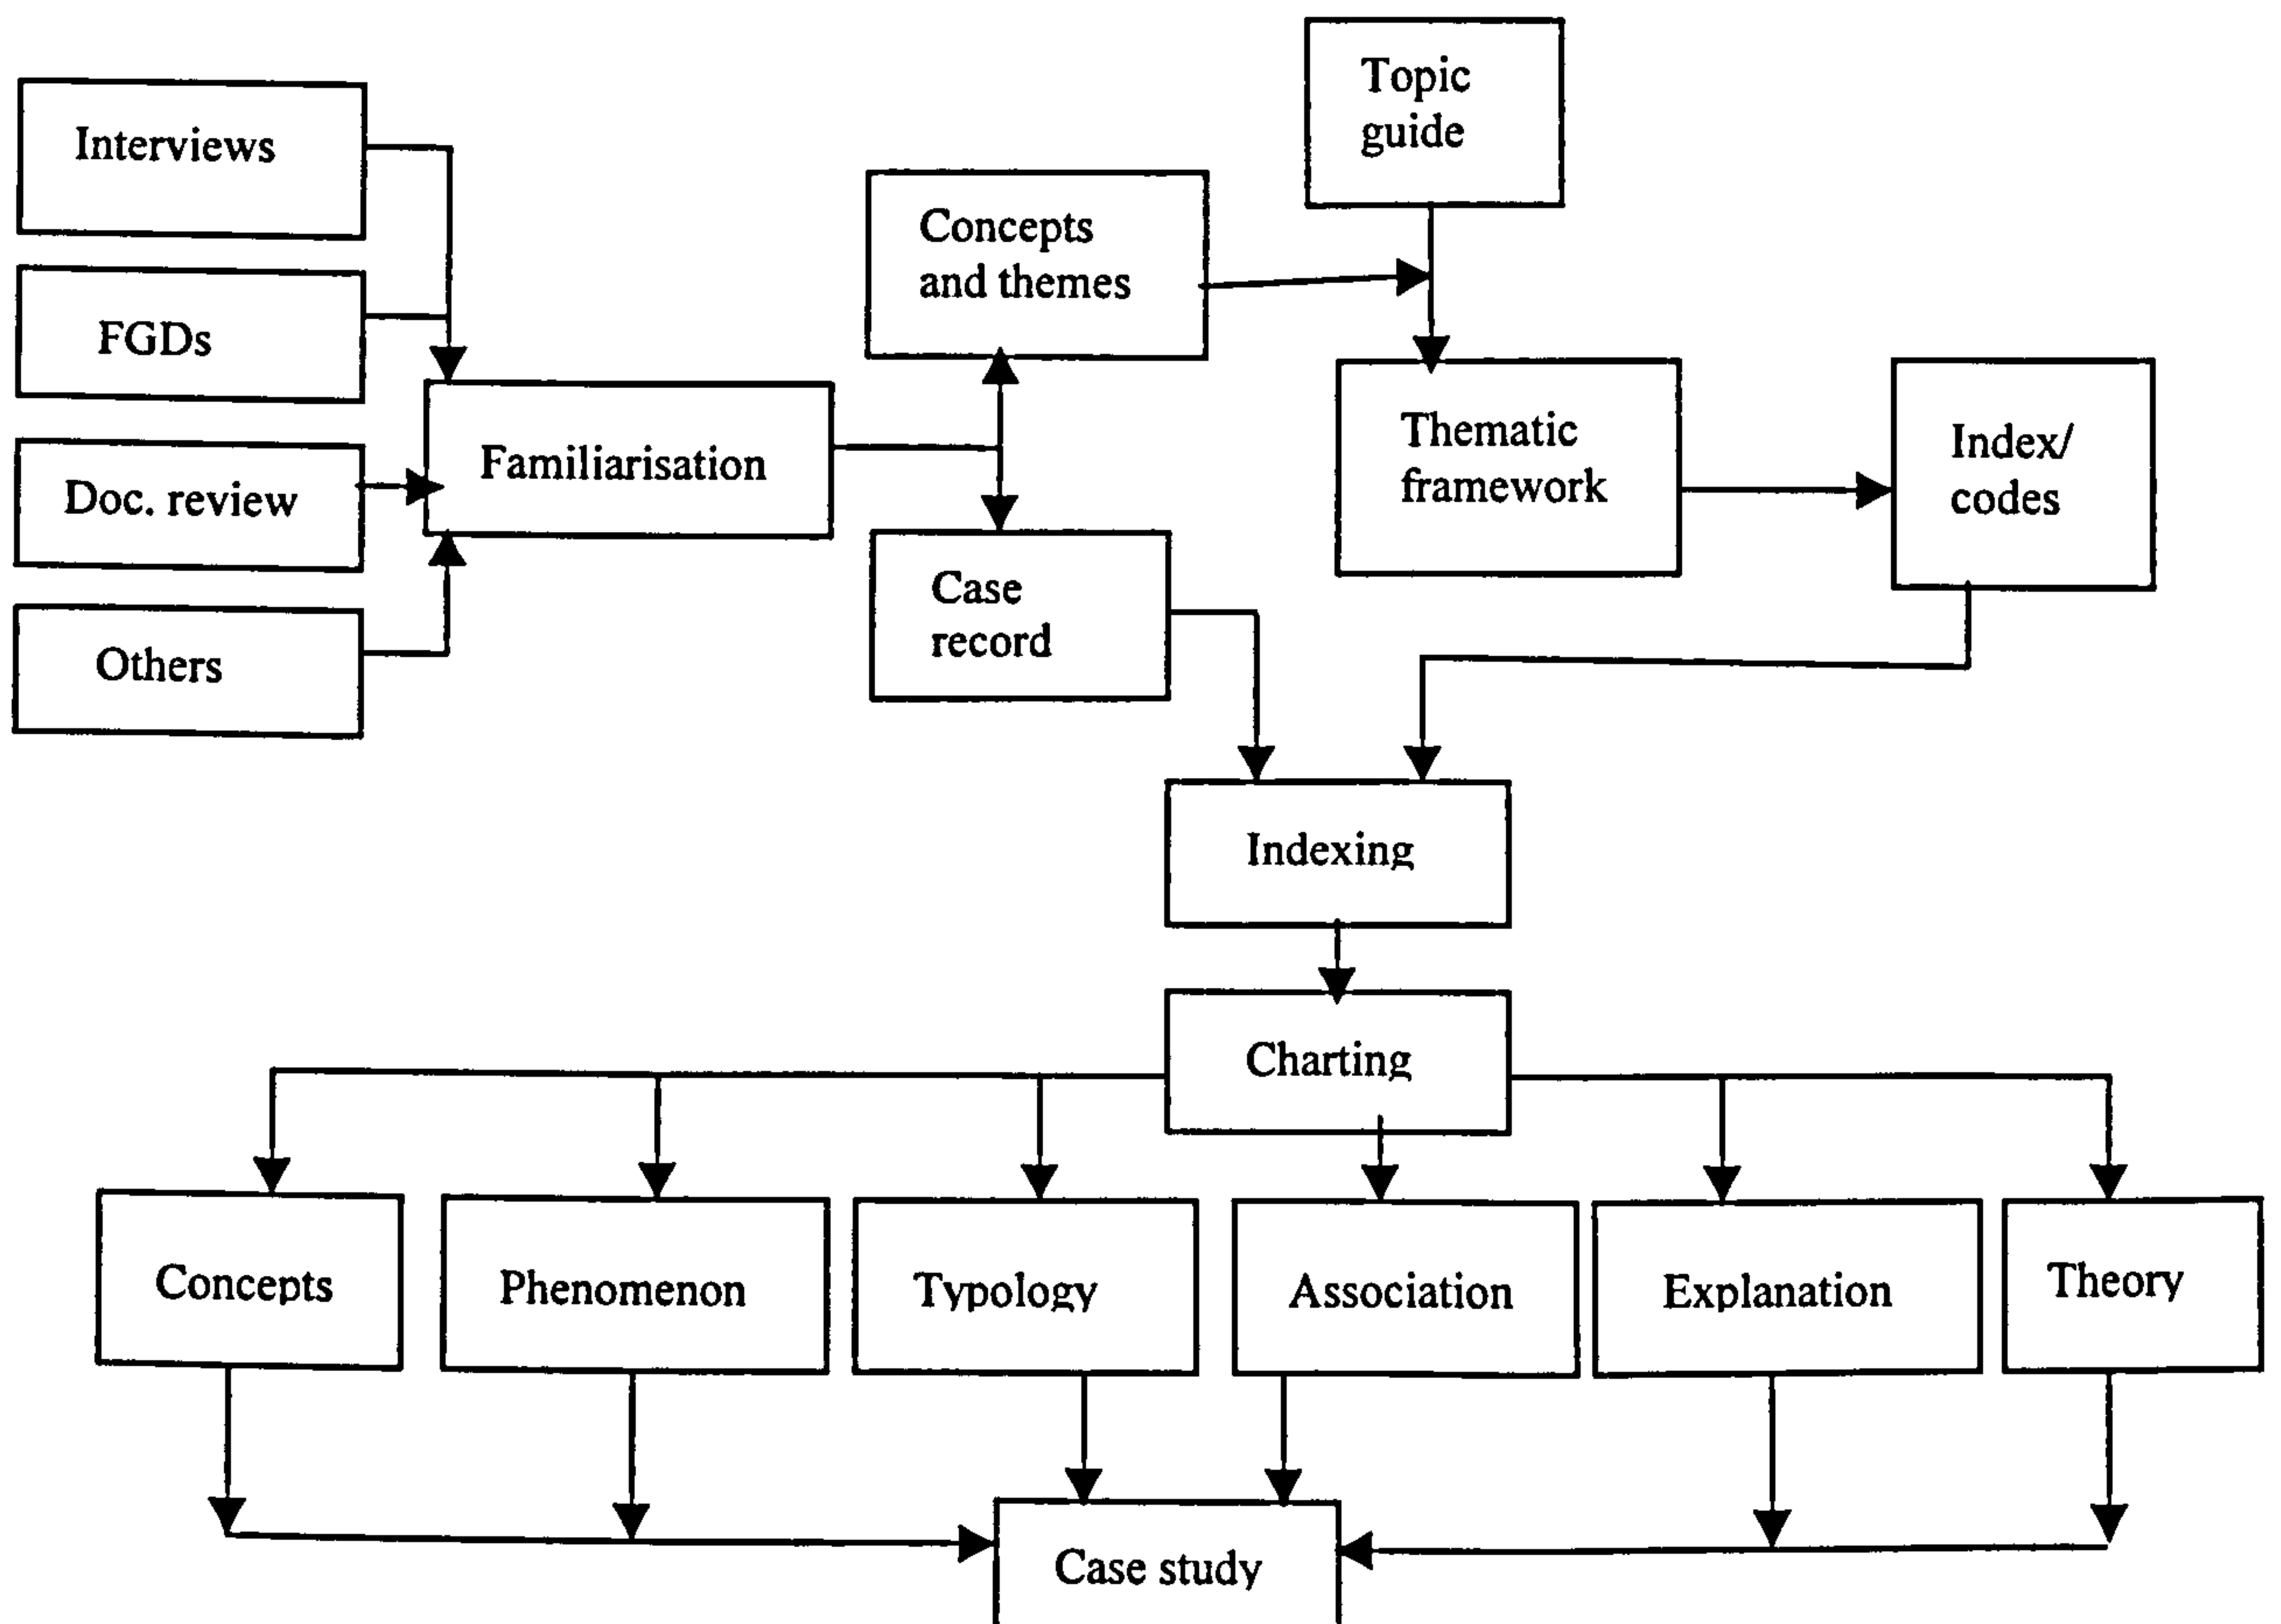 Topic
guide
Interviews
Concepts
and themes
FGDs
Thematic
framework
Index/
codes
Familiarisation
Doc. review
Case
record
Others
Indexing
Charting
Concepts
Phenomenon
Typology
Association
Explanation
Theory
Case study